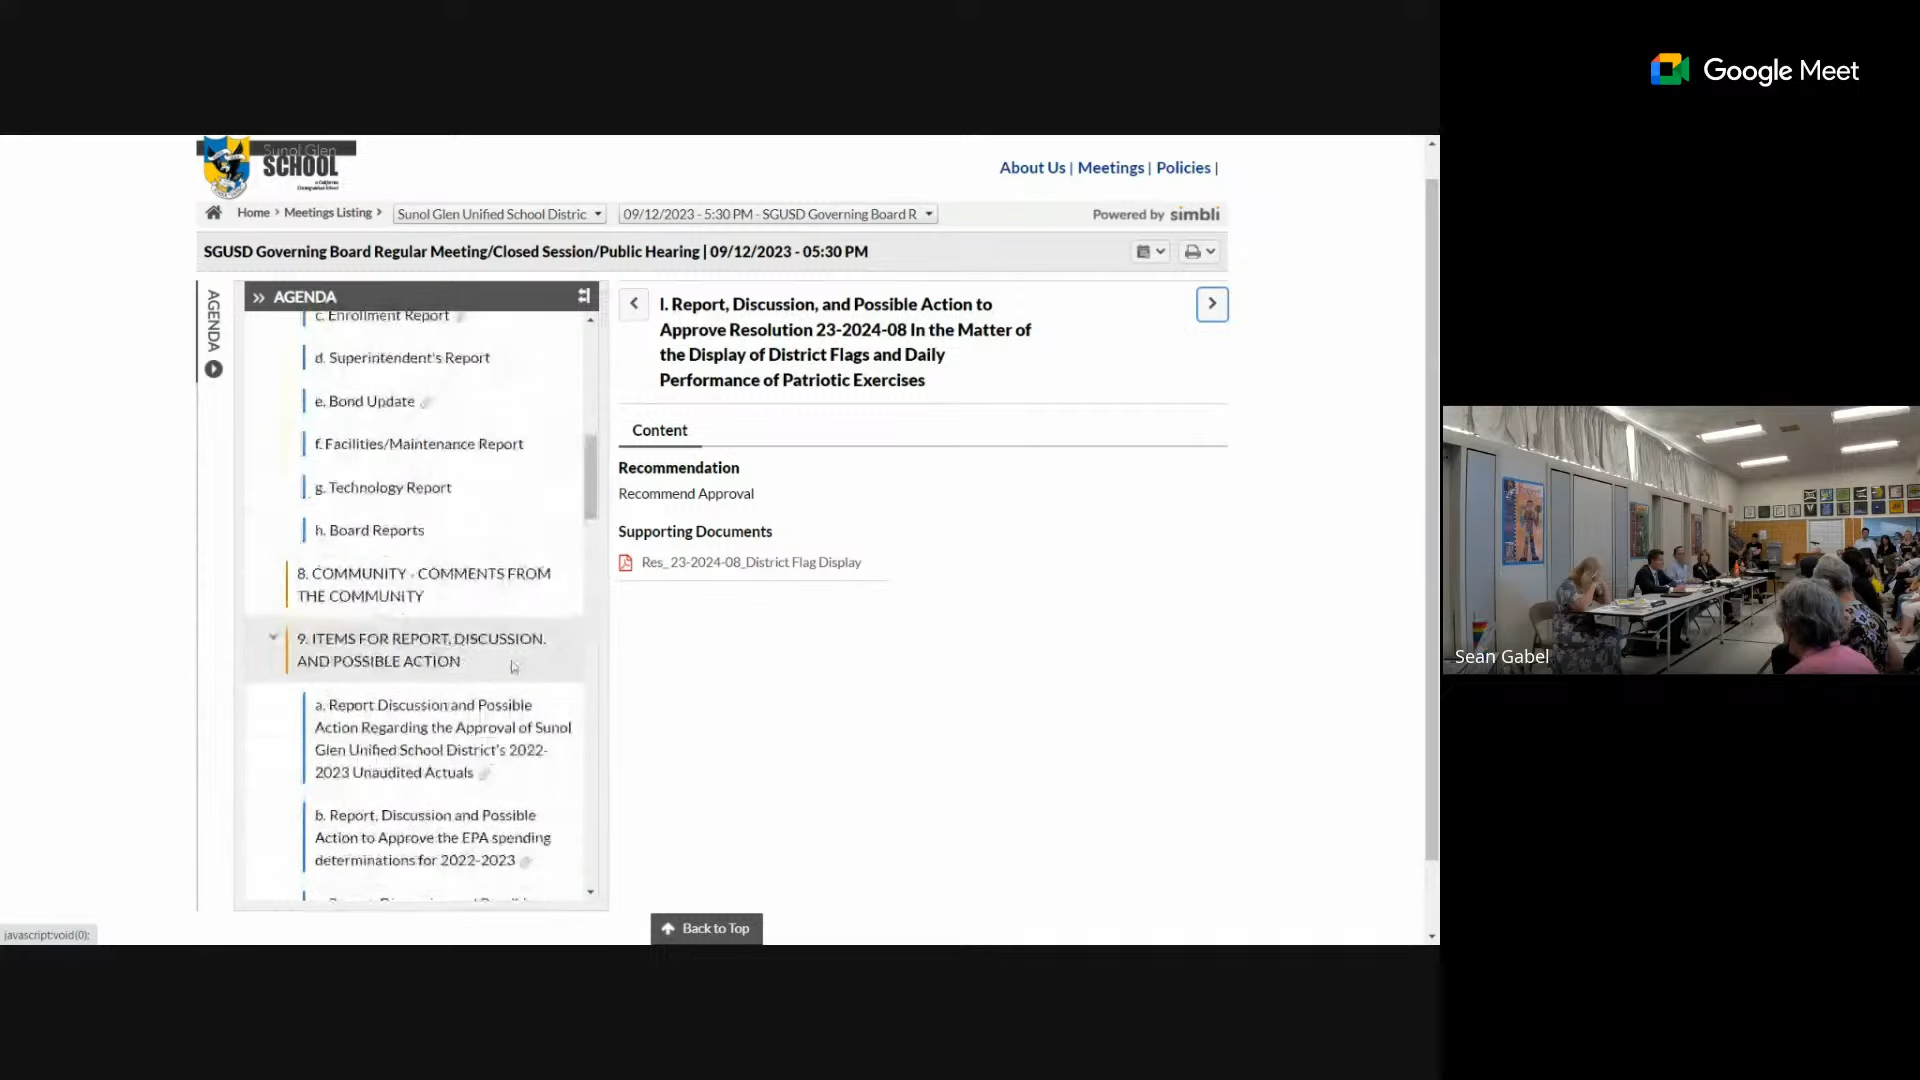 Google Meet
Sunol Glen
SCHOOL
About Us | Meetings | Policies |
Home > Meetings Listing >
Sunol Glen Unified School Distric
09/12/2023 - 5:30 PM - SGUSD Governing Board R
Powered by simbli
SGUSD Governing Board Regular Meeting/Closed Session/Public Hearing | 09/12/2023 - 05:30 PM
AGENDA
» AGENDA
c. Enrollment Report
d. Superintendent's Report
e. Bond Update
f. Facilities/Maintenance Report
g. Technology Report
h. Board Reports
8. COMMUNITY - COMMENTS FROM
THE COMMUNITY
9. ITEMS FOR REPORT, DISCUSSION,
AND POSSIBLE ACTION
a. Report Discussion and Possible
Action Regarding the Approval of Sunol
Glen Unified School District's 2022-
2023 Unaudited Actuals
b. Report, Discussion and Possible
Action to Approve the EPA spending
determinations for 2022-2023
l. Report, Discussion, and Possible Action to
Approve Resolution 23-2024-08 In the Matter of
the Display of District Flags and Daily
Performance of Patriotic Exercises
Content
Recommendation
Recommend Approval
Supporting Documents
Res_ 23-2024-08_District Flag Display
Back to Top
javascript:void(0);
Sean Gabel